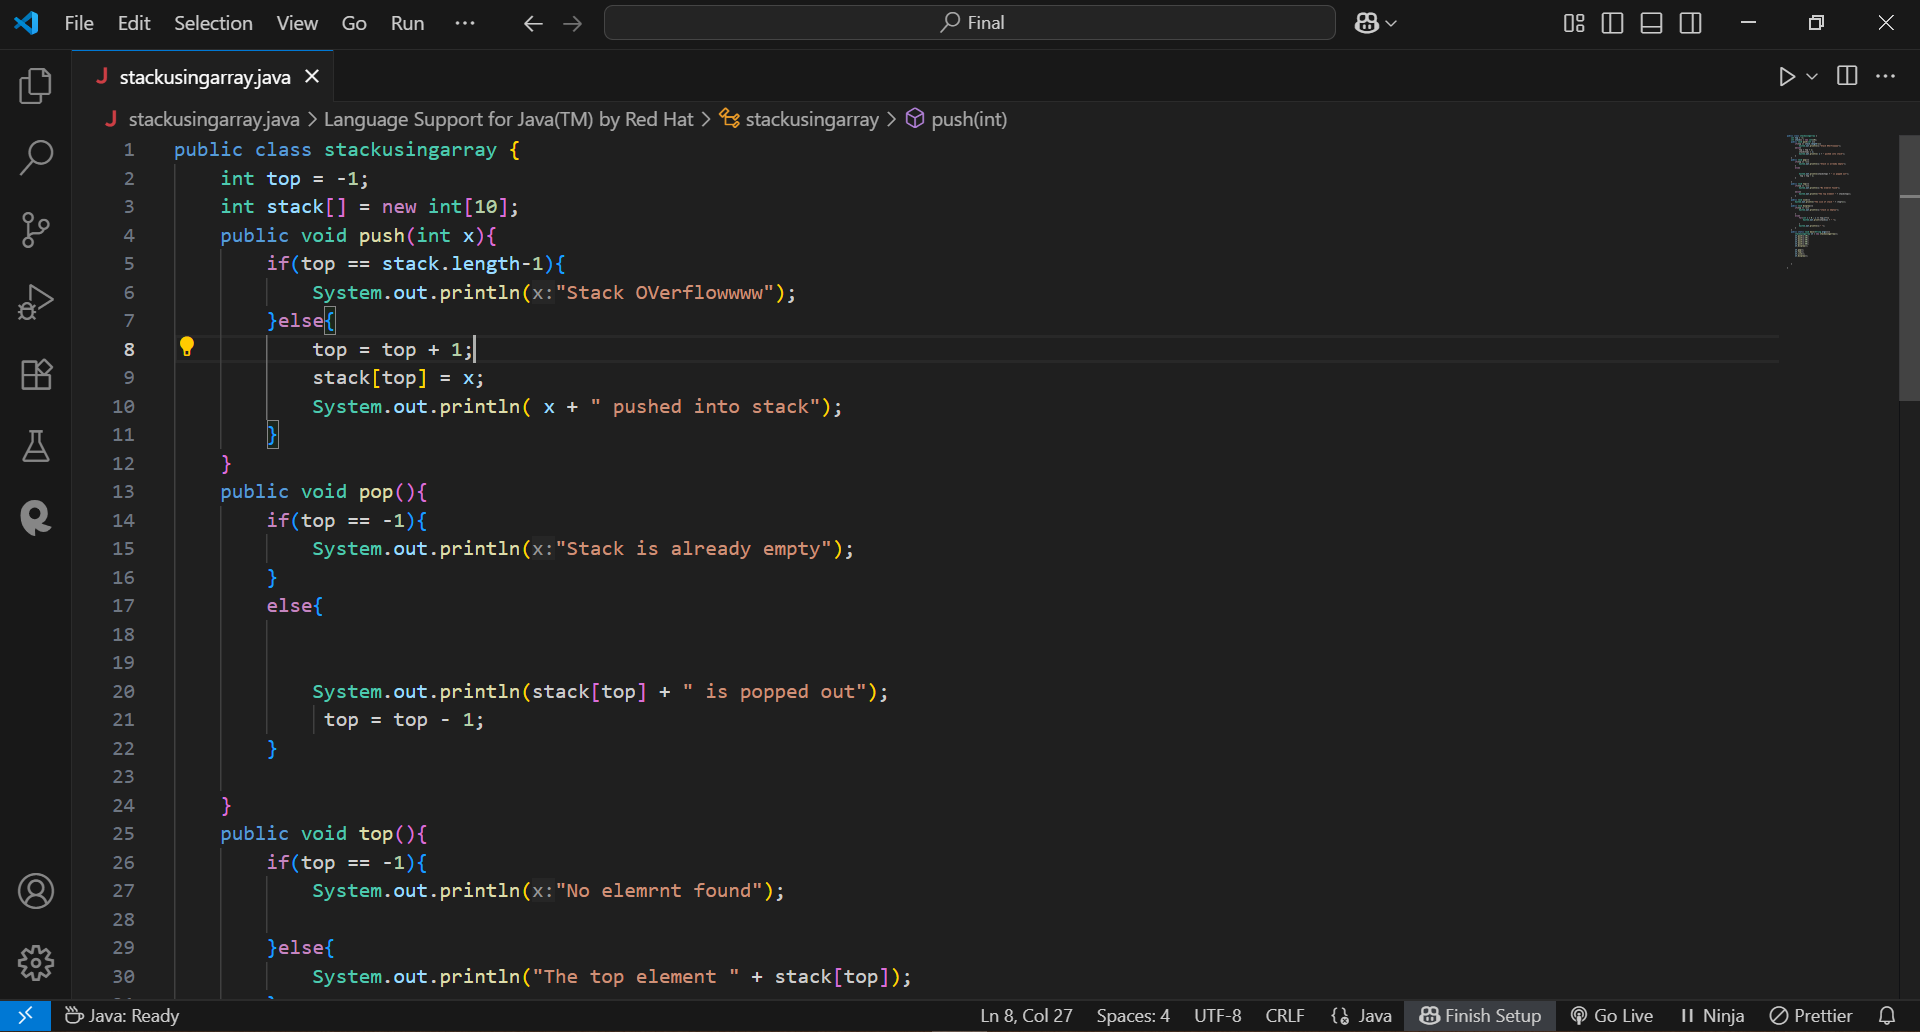 File Edit Selection View Go Run ··· Final
stackusingarray.java
stackusingarray.java > Language Support for Java(TM) by Red Hat > stackusingarray > push(int)
1 public class stackusingarray {
2     int top = -1;
3     int stack[] = new int[10];
4     public void push(int x){
5         if(top == stack.length-1){
6             System.out.println(x:"Stack OVerflowwww");
7         }else{
8             top = top + 1;
9             stack[top] = x;
10             System.out.println( x + " pushed into stack");
11         }
12     }
13     public void pop(){
14         if(top == -1){
15             System.out.println(x:"Stack is already empty");
16         }
17         else{
18
19
20             System.out.println(stack[top] + " is popped out");
21              top = top - 1;
22         }
23
24     }
25     public void top(){
26         if(top == -1){
27             System.out.println(x:"No elemrnt found");
28
29         }else{
30             System.out.println("The top element " + stack[top]);
Java: Ready Ln 8, Col 27 Spaces: 4 UTF-8 CRLF Java Finish Setup Go Live Ninja Prettier